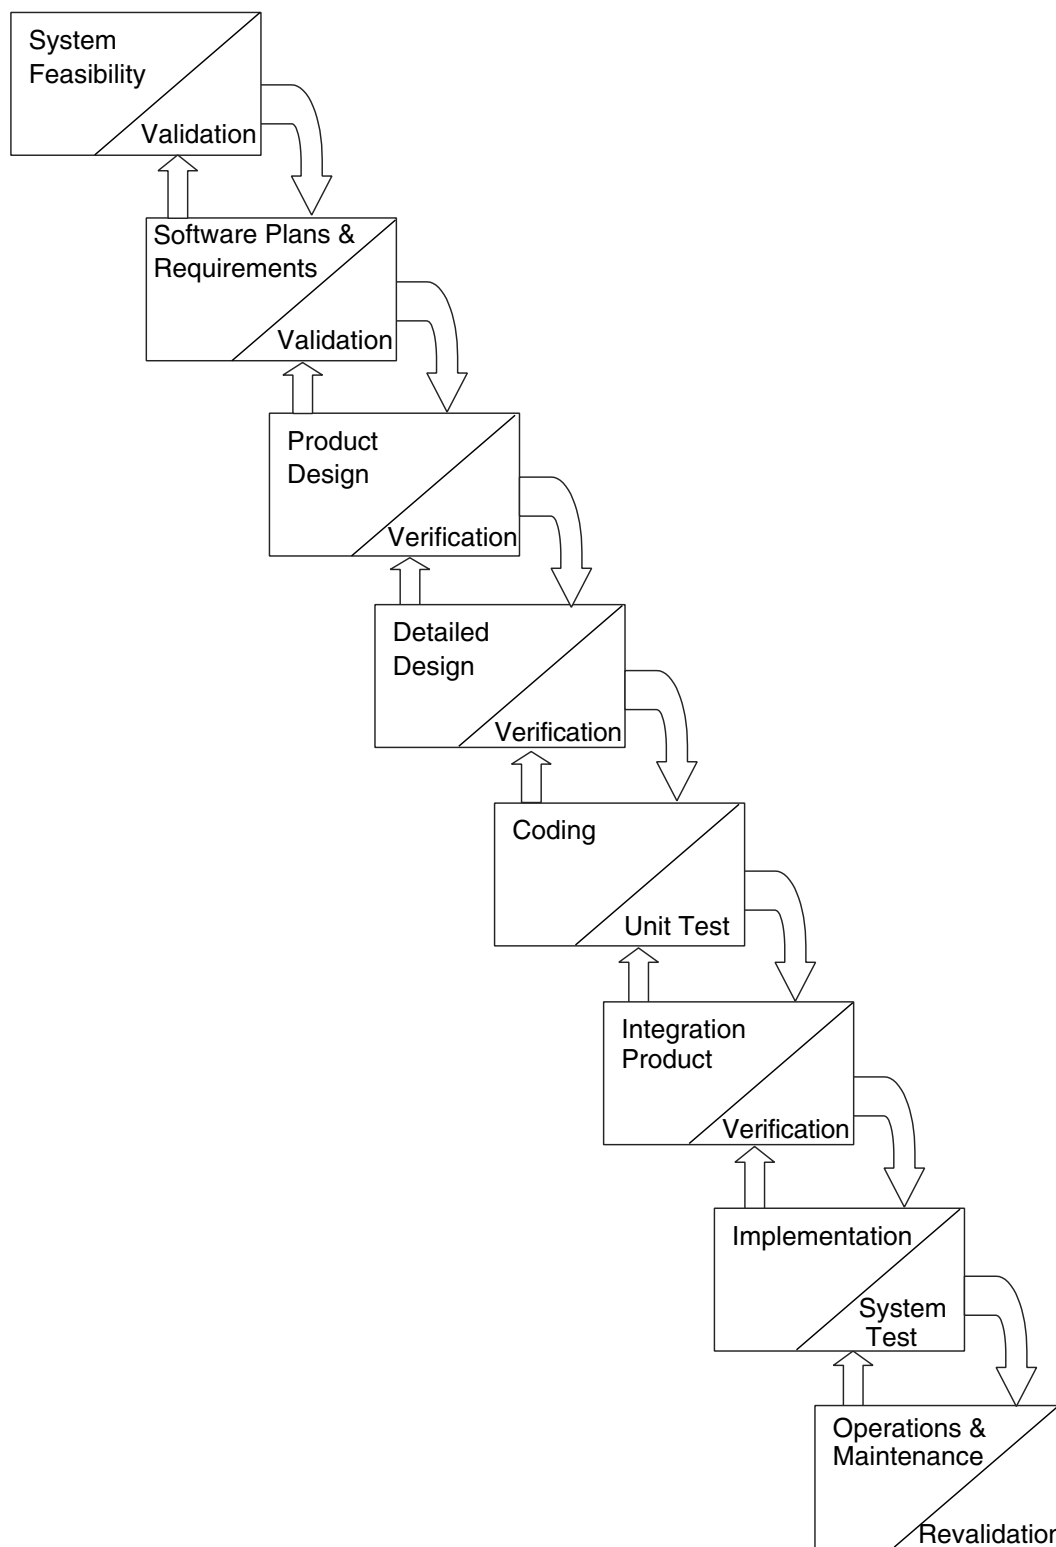 System
Feasibility
Validation
Software Plans &
Requirements
Validation
Product
Design
Verification
Detailed
Design
Verification
Coding
Unit Test
Integration
Product
Verification
Implementation
System
Test
Operations &
Maintenance
Revalidation